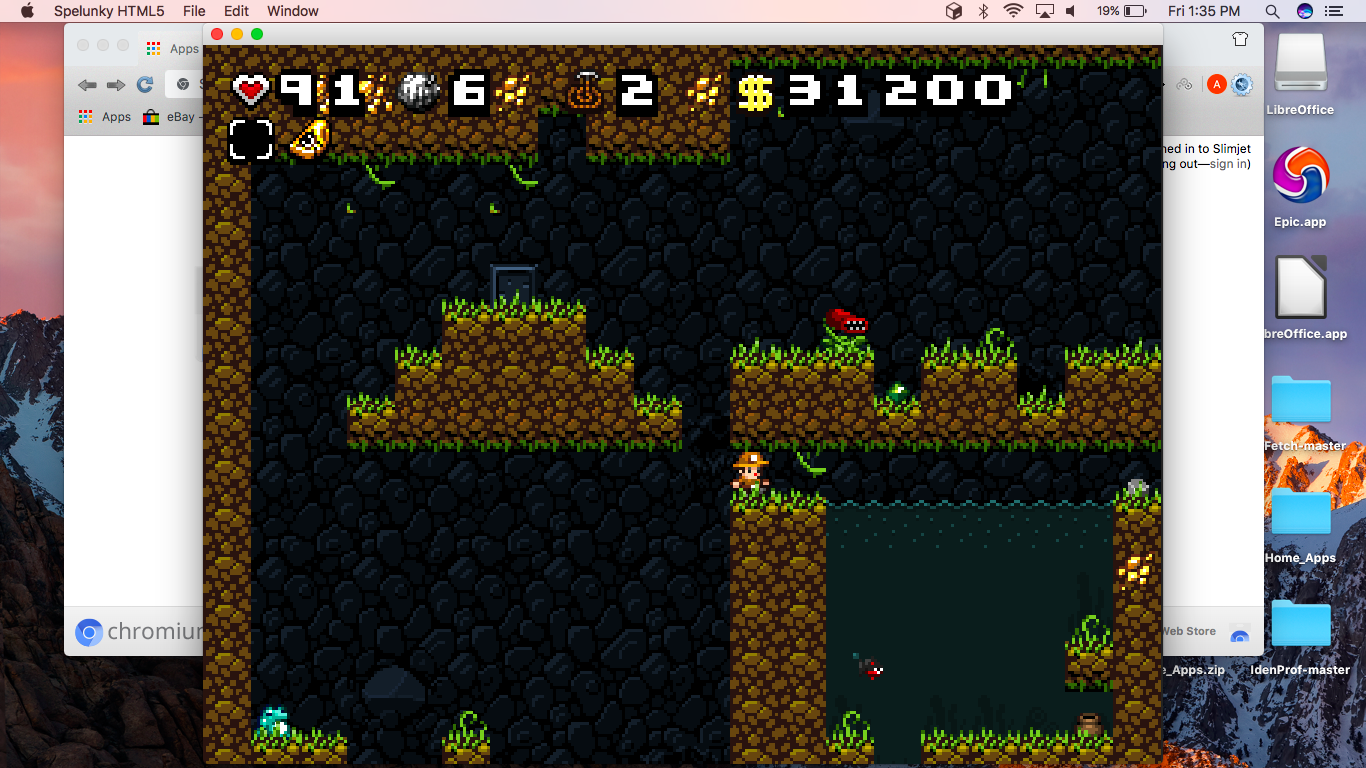 Spelunky HTML5 File Edit Window 19% Fri 1:35 PM
Apps
A
Apps eBay –
91 6 2 $31200
ned in to Slimjet
ng out—sign in)
LibreOffice
Epic.app
breOffice.app
Fetch-master
Home_Apps
chromiu
Web Store
e_Apps.zip
IdenProf-master